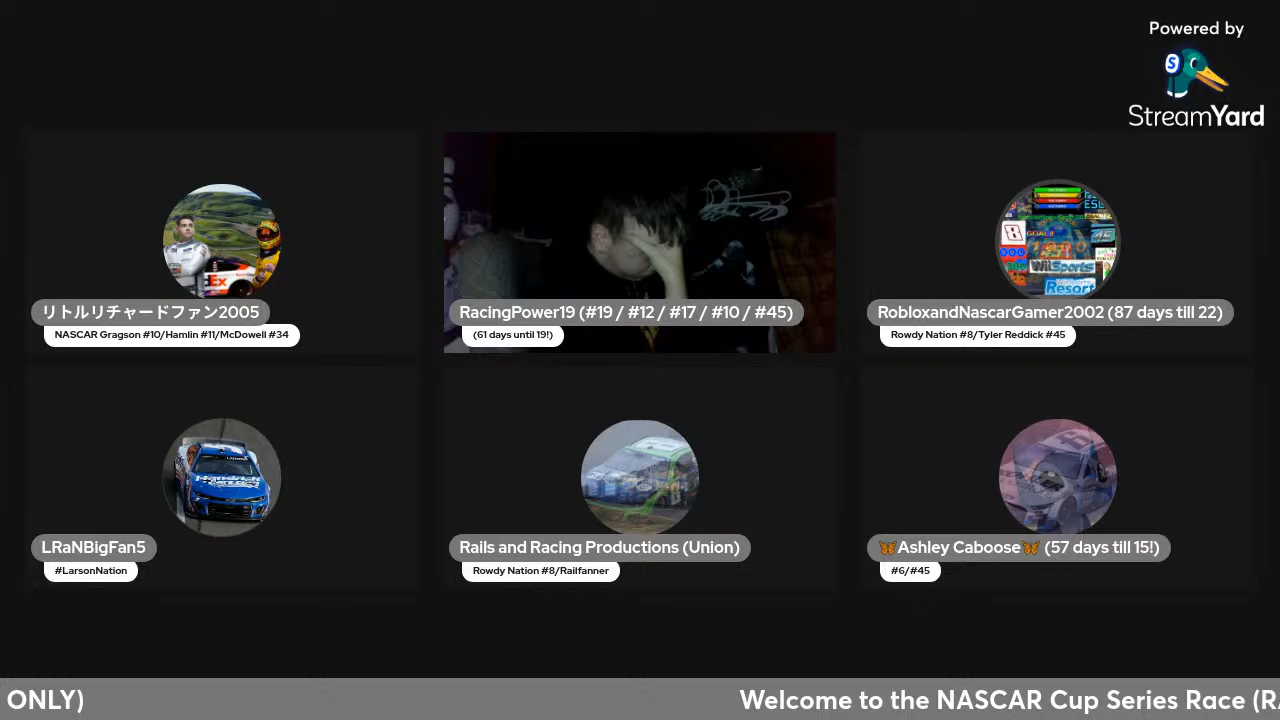 Powered by
S
StreamYard
リトルリチャードファン2005
NASCAR Gragson #10/Hamlin #11/McDowell #34
RacingPower19 (#19 / #12 / #17 / #10 / #45)
(61 days until 19!)
RobloxandNascarGamer2002 (87 days till 22)
Rowdy Nation #8/Tyler Reddick #45
LRaNBigFan5
#LarsonNation
Rails and Racing Productions (Union)
Rowdy Nation #8/Railfanner
🦋Ashley Caboose🦋 (57 days till 15!)
#6/#45
ONLY)
Welcome to the NASCAR Cup Series Race (RA